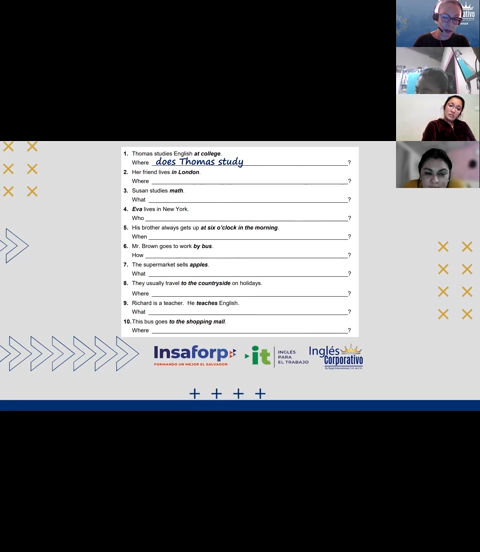 1. Thomas studies English at college.
Where does Thomas study ?
2. Her friend lives in London.
Where ?
3. Susan studies math.
What ?
4. Eva lives in New York.
Who ?
5. His brother always gets up at six o'clock in the morning.
When ?
6. Mr. Brown goes to work by bus.
How ?
7. The supermarket sells apples.
What ?
8. They usually travel to the countryside on holidays.
Where ?
9. Richard is a teacher. He teaches English.
What ?
10. This bus goes to the shopping mall.
Where ?
Insaforp
FORMANDO UN MEJOR EL SALVADOR
it
INGLÉS
PARA
EL TRABAJO
Inglés
Corporativo